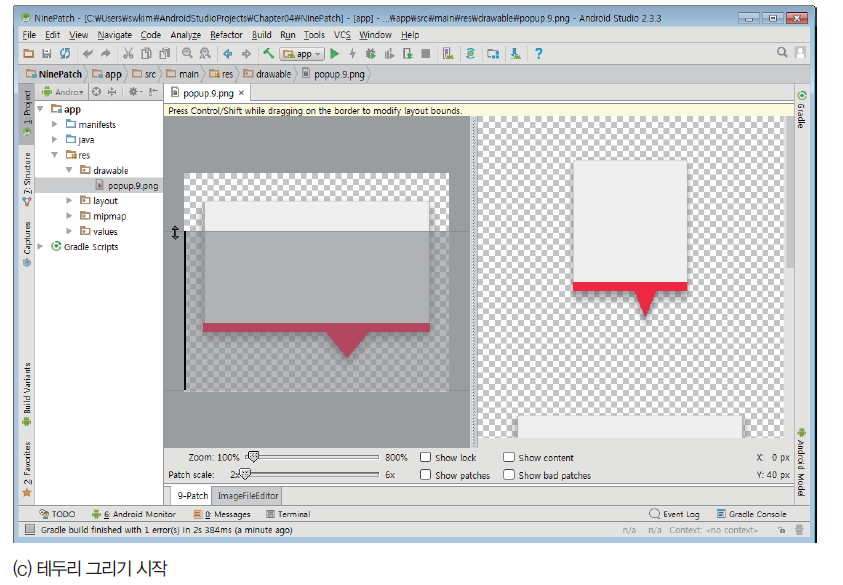 NinePatch - [C:₩Users₩swkim₩AndroidStudioProjects₩Chapter04₩NinePatch] - [app] - ...₩app₩src₩main₩res₩drawable₩popup.9.png - Android Studio 2.3.3
File Edit View Navigate Code Analyze Refactor Build Run Tools VCS Window Help
app
NinePatch app src main res drawable popup.9.png
Androi
popup.9.png
1: Project
7: Structure
Captures
Build Variants
2: Favorites
app
manifests
java
res
drawable
popup.9.png
layout
mipmap
values
Gradle Scripts
Press Control/Shift while dragging on the border to modify layout bounds.
Gradle
Android Model
Zoom: 100% 800% Show lock Show content X: 0 px
Patch scale: 2x 6x Show patches Show bad patches Y: 40 px
9-Patch ImageFileEditor
TODO 6: Android Monitor 0: Messages Terminal Event Log Gradle Console
Gradle build finished with 1 error(s) in 2s 384ms (a minute ago) n/a n/a Context: <no context>
(c) 테두리 그리기 시작